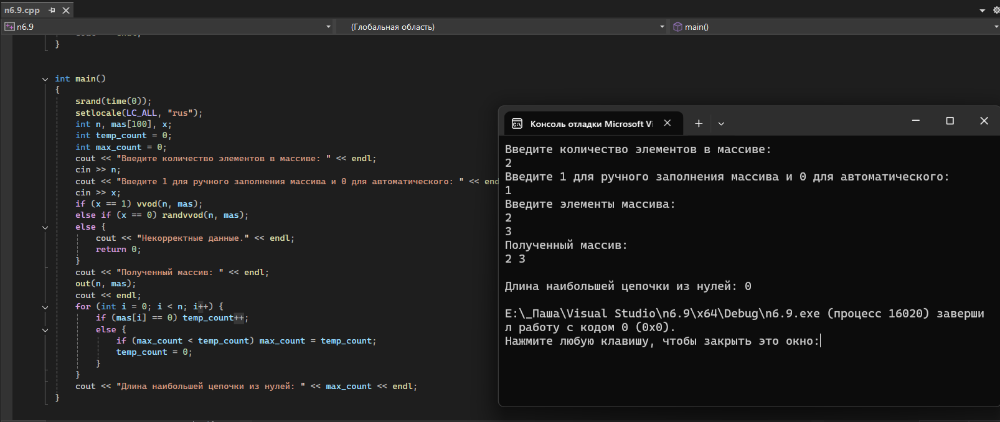 n6.9.cpp
n6.9
(Глобальная область)
main()
}
int main()
{
srand(time(0));
setlocale(LC_ALL, "rus");
int n, mas[100], x;
int temp_count = 0;
int max_count = 0;
cout << "Введите количество элементов в массиве: " << endl;
cin >> n;
cout << "Введите 1 для ручного заполнения массива и 0 для автоматического: " << end
cin >> x;
if (x == 1) vvod(n, mas);
else if (x == 0) randvvod(n, mas);
else {
cout << "Некорректные данные." << endl;
return 0;
}
cout << "Полученный массив: " << endl;
out(n, mas);
cout << endl;
for (int i = 0; i < n; i++) {
if (mas[i] == 0) temp_count++;
else {
if (max_count < temp_count) max_count = temp_count;
temp_count = 0;
}
}
cout << "Длина наибольшей цепочки из нулей: " << max_count << endl;
}
Консоль отладки Microsoft Vi
Введите количество элементов в массиве:
2
Введите 1 для ручного заполнения массива и 0 для автоматического:
1
Введите элементы массива:
2
3
Полученный массив:
2 3
Длина наибольшей цепочки из нулей: 0
E:\_Паша\Visual Studio\n6.9\x64\Debug\n6.9.exe (процесс 16020) заверши
л работу с кодом 0 (0x0).
Нажмите любую клавишу, чтобы закрыть это окно: